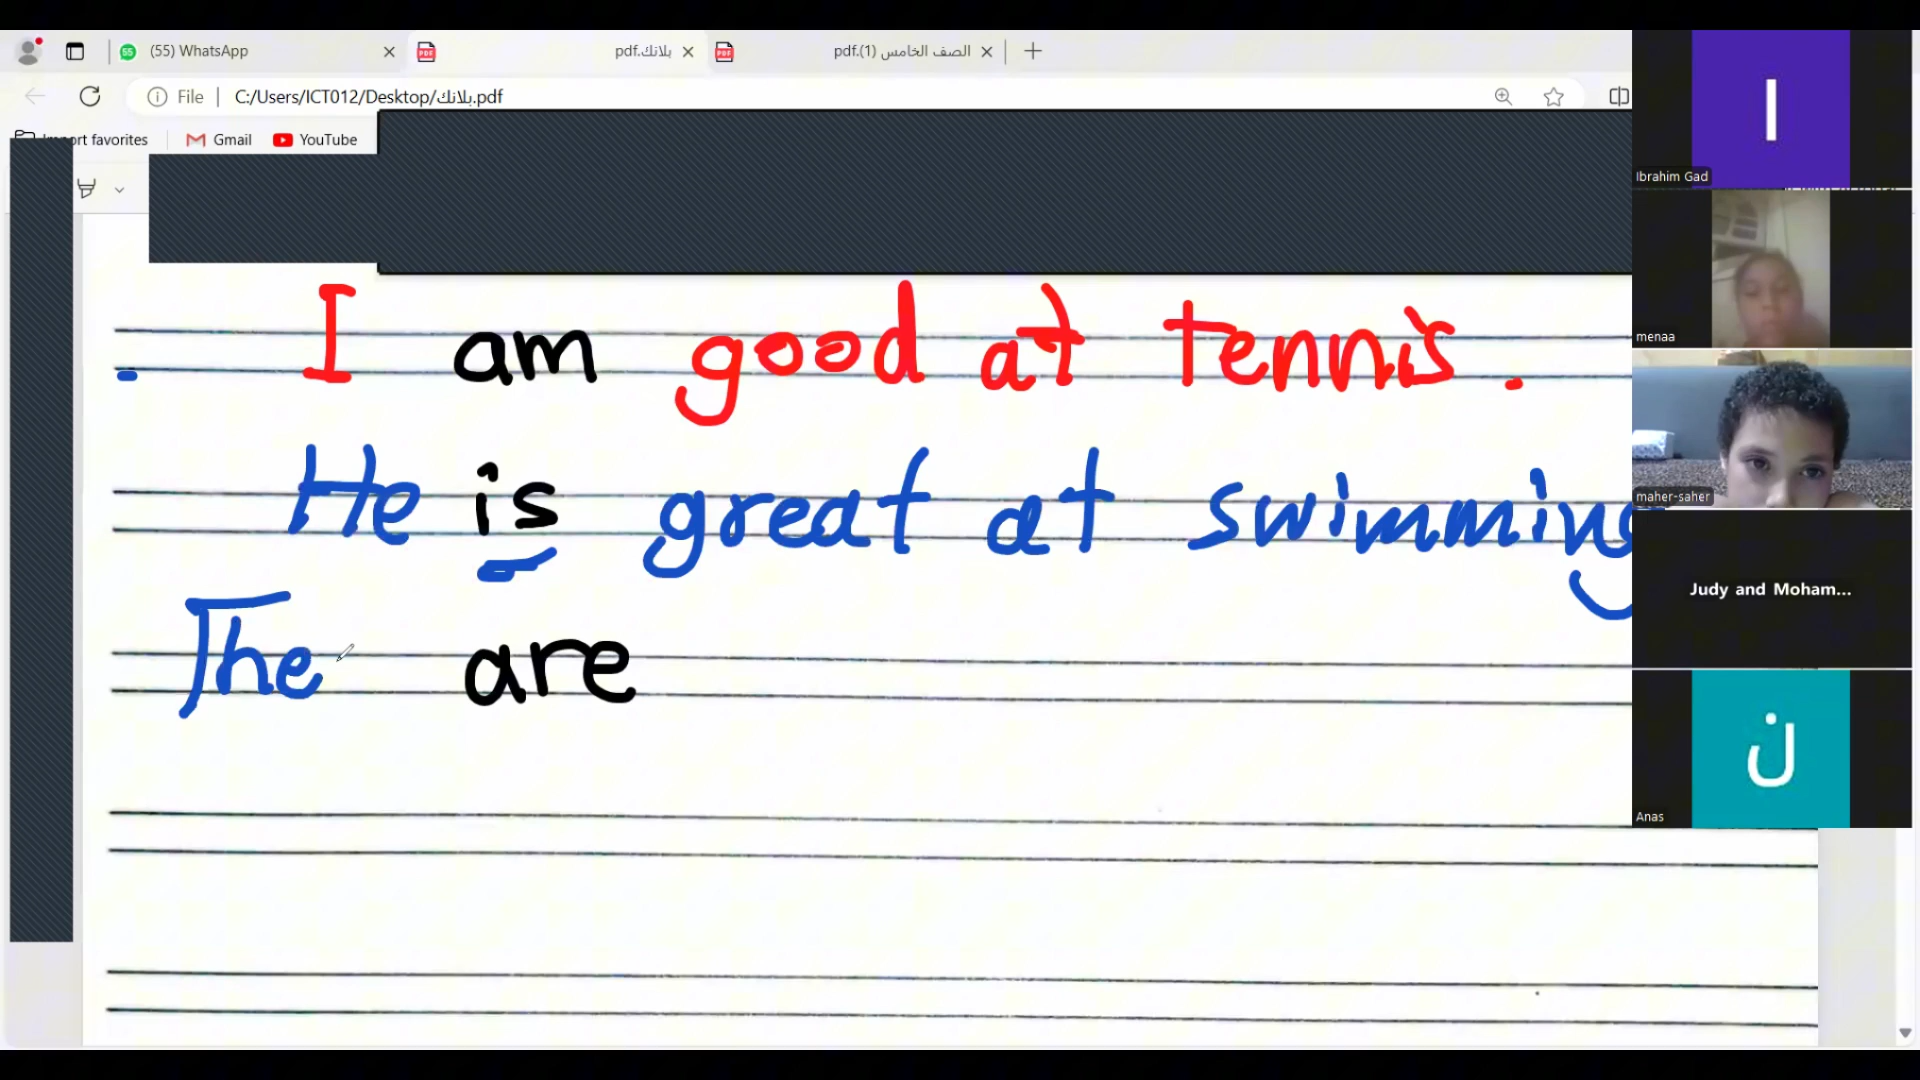 (55) WhatsApp
بلانك.pdf
الصف الخامس (1).pdf
File
C:/Users/ICT012/Desktop/بلانك.pdf
Gmail
YouTube
I am good at tennis.
He is great at swimming
The are
Ibrahim Gad
menaa
maher-saher
Judy and Moham...
ن
Anas